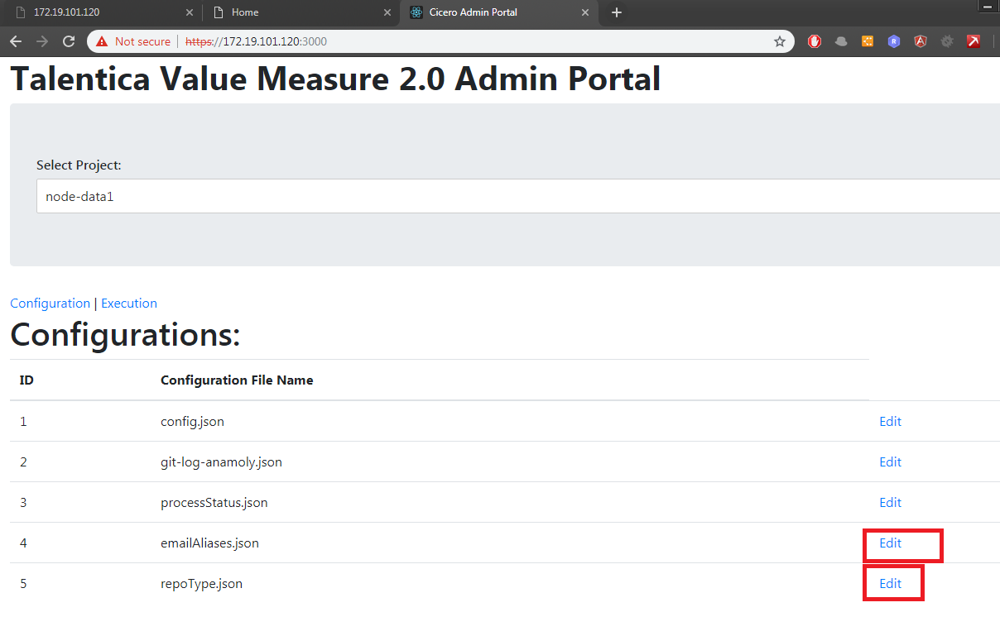 172.19.101.120 Home Cicero Admin Portal
Not secure https://172.19.101.120:3000
Talentica Value Measure 2.0 Admin Portal
Select Project:
node-data1
Configuration | Execution
Configurations:
ID Configuration File Name
1 config.json Edit
2 git-log-anamoly.json Edit
3 processStatus.json Edit
4 emailAliases.json Edit
5 repoType.json Edit